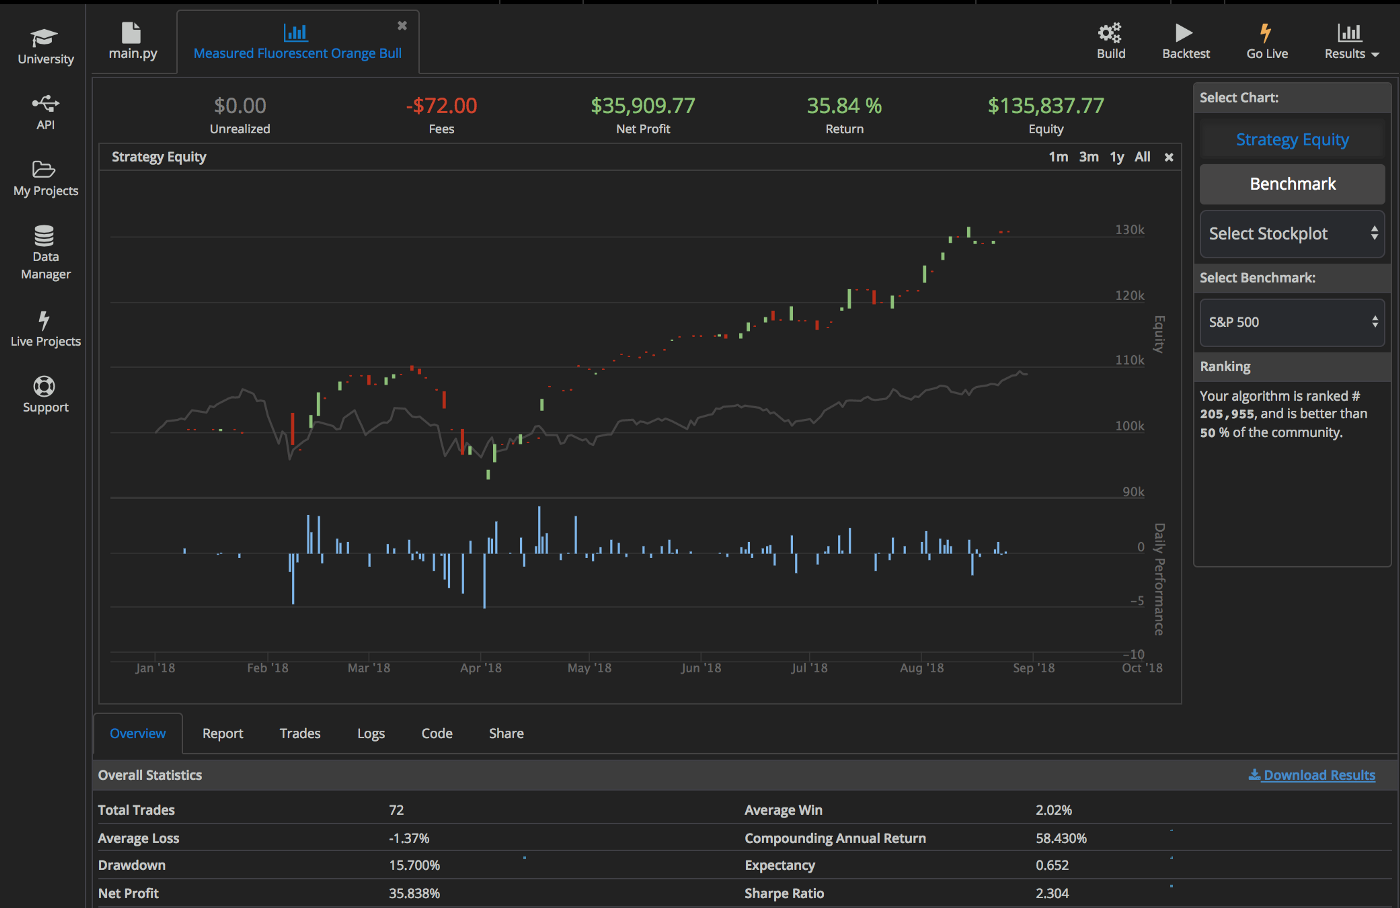 University
API
My Projects
Data
Manager
Live Projects
Support
main.py
Measured Fluorescent Orange Bull
Build
Backtest
Go Live
Results
$0.00
Unrealized
-$72.00
Fees
$35,909.77
Net Profit
35.84 %
Return
$135,837.77
Equity
Strategy Equity
1m 3m 1y All
130k
120k
110k
100k
90k
Equity
0
-5
-10
Daily Performance
Jan '18 Feb '18 Mar '18 Apr '18 May '18 Jun '18 Jul '18 Aug '18 Sep '18 Oct '18
Select Chart:
Strategy Equity
Benchmark
Select Stockplot
Select Benchmark:
S&P 500
Ranking
Your algorithm is ranked #
205,955, and is better than
50 % of the community.
Overview Report Trades Logs Code Share
Overall Statistics
Download Results
Total Trades 72 Average Win 2.02%
Average Loss -1.37% Compounding Annual Return 58.430%
Drawdown 15.700% Expectancy 0.652
Net Profit 35.838% Sharpe Ratio 2.304